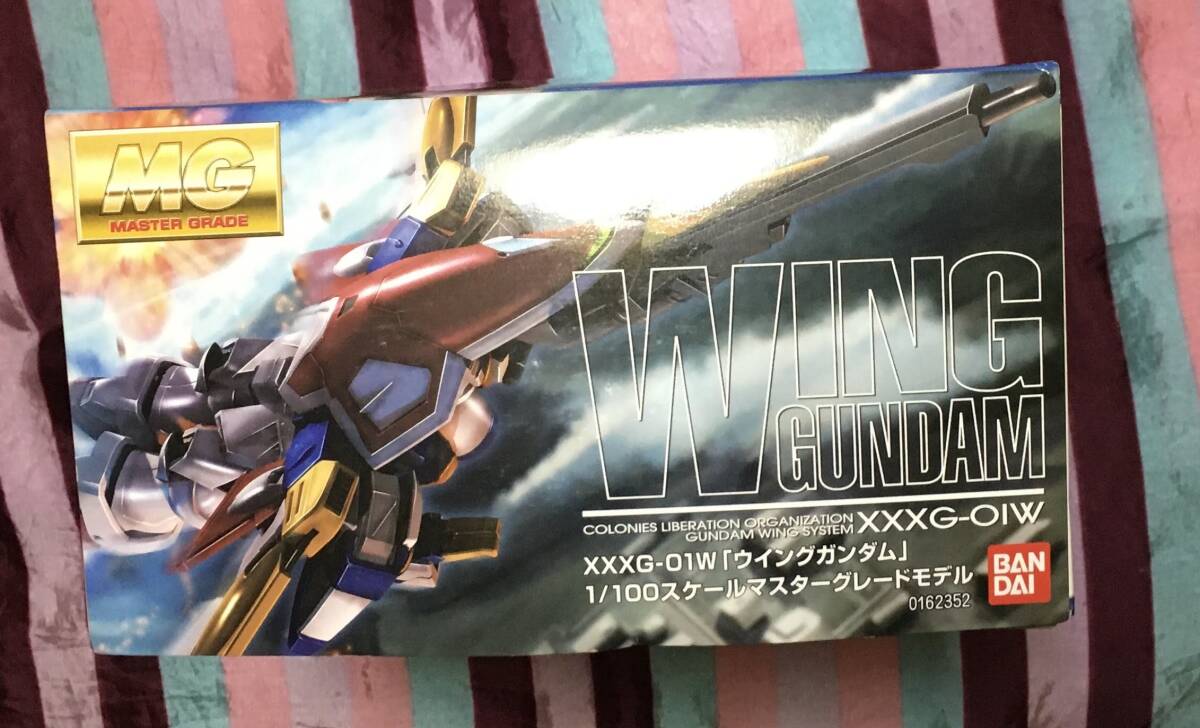 MG
MASTER GRADE
WING
GUNDAM
COLONIES LIBERATION ORGANIZATION
GUNDAM WING SYSTEM XXXG-01W
XXXG-01W「ウイングガンダム」
1/100スケールマスターグレードモデル
0162352
BAN
DAI